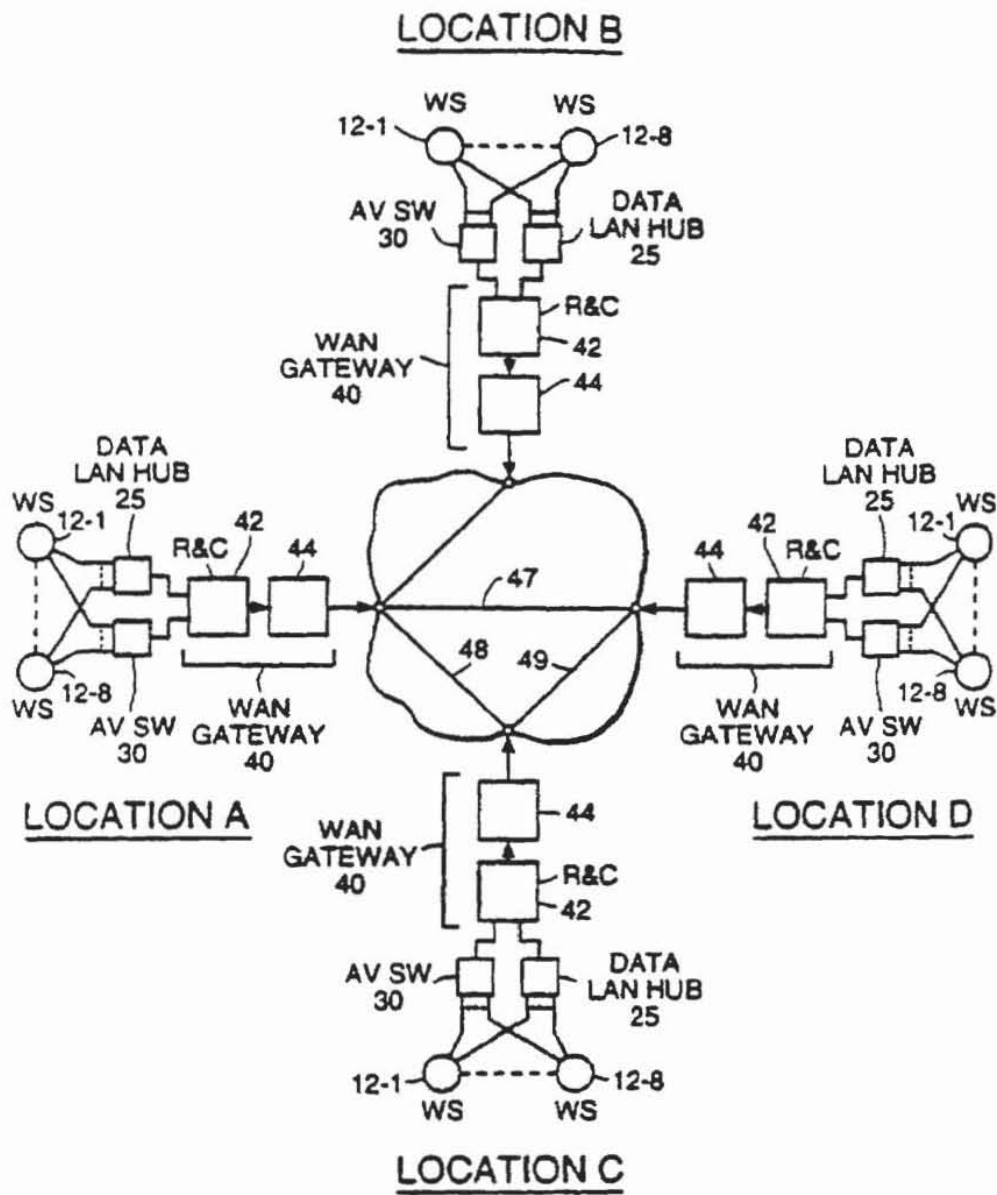 LOCATION B
WS WS
12-1 12-8
AV SW
30
DATA
LAN HUB
25
R&C
42
WAN
GATEWAY
40
44
DATA
LAN HUB
25
WS
12-1
R&C
42
44
WS
12-8
AV SW
30
WAN
GATEWAY
40
LOCATION A
47
48
49
DATA
LAN HUB
25
WS
12-1
44
42
R&C
12-8
WS
AV SW
30
WAN
GATEWAY
40
LOCATION D
WAN
GATEWAY
40
44
R&C
42
AV SW
30
DATA
LAN HUB
25
12-1 12-8
WS WS
LOCATION C